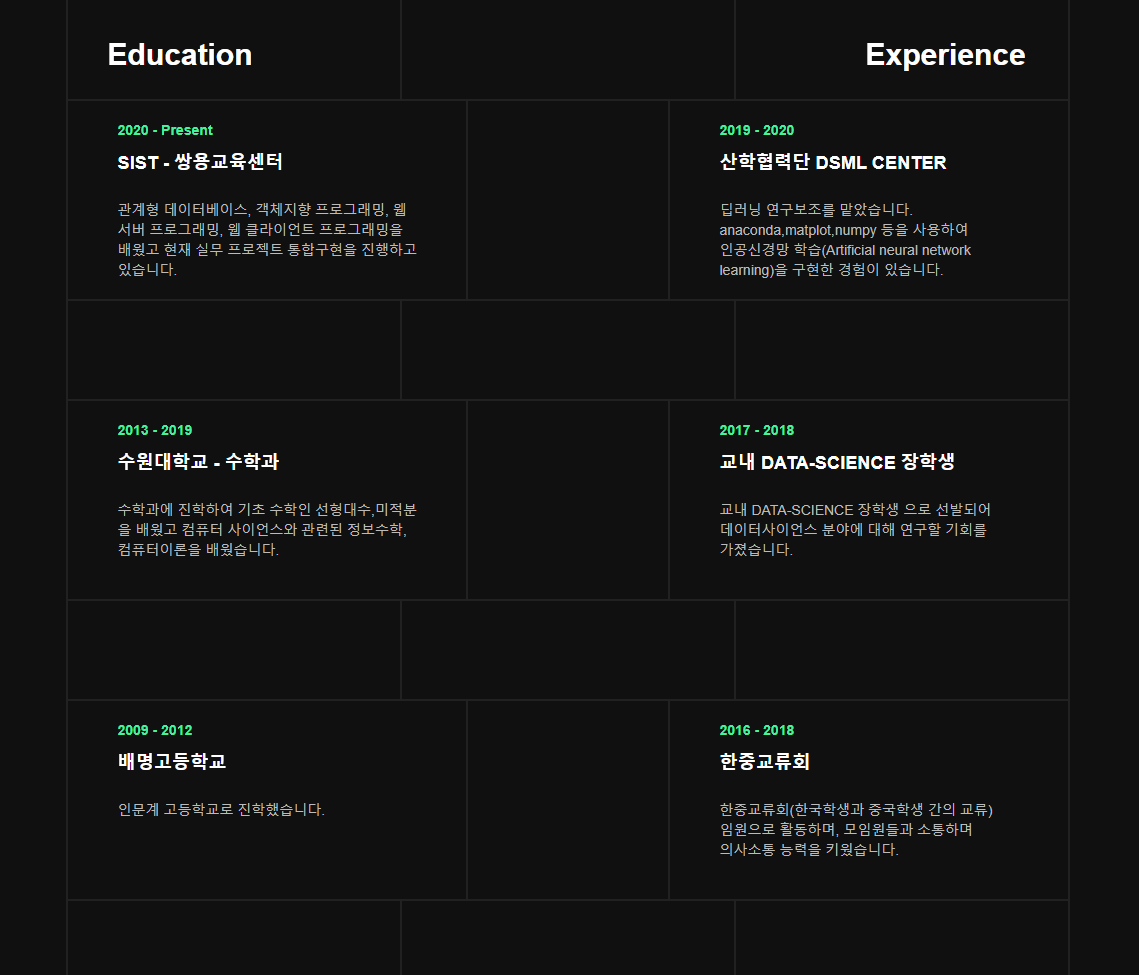 Education
Experience
2020 - Present
SIST - 쌍용교육센터
관계형 데이터베이스, 객체지향 프로그래밍, 웹
서버 프로그래밍, 웹 클라이언트 프로그래밍을
배웠고 현재 실무 프로젝트 통합구현을 진행하고
있습니다.
2019 - 2020
산학협력단 DSML CENTER
딥러닝 연구보조를 맡았습니다.
anaconda,matplot,numpy 등을 사용하여
인공신경망 학습(Artificial neural network
learning)을 구현한 경험이 있습니다.
2013 - 2019
수원대학교 - 수학과
수학과에 진학하여 기초 수학인 선형대수,미적분
을 배웠고 컴퓨터 사이언스와 관련된 정보수학,
컴퓨터이론을 배웠습니다.
2017 - 2018
교내 DATA-SCIENCE 장학생
교내 DATA-SCIENCE 장학생 으로 선발되어
데이터사이언스 분야에 대해 연구할 기회를
가졌습니다.
2009 - 2012
배명고등학교
인문계 고등학교로 진학했습니다.
2016 - 2018
한중교류회
한중교류회(한국학생과 중국학생 간의 교류)
임원으로 활동하며, 모임원들과 소통하며
의사소통 능력을 키웠습니다.